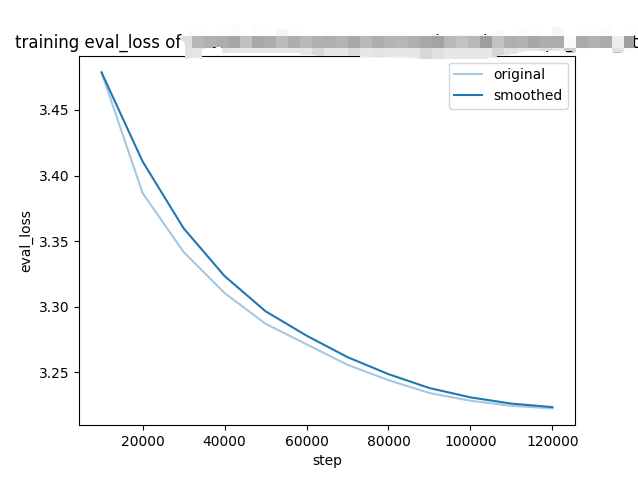 training eval_loss of
original
smoothed
3.45
3.40
3.35
3.30
3.25
eval_loss
20000 40000 60000 80000 100000 120000
step